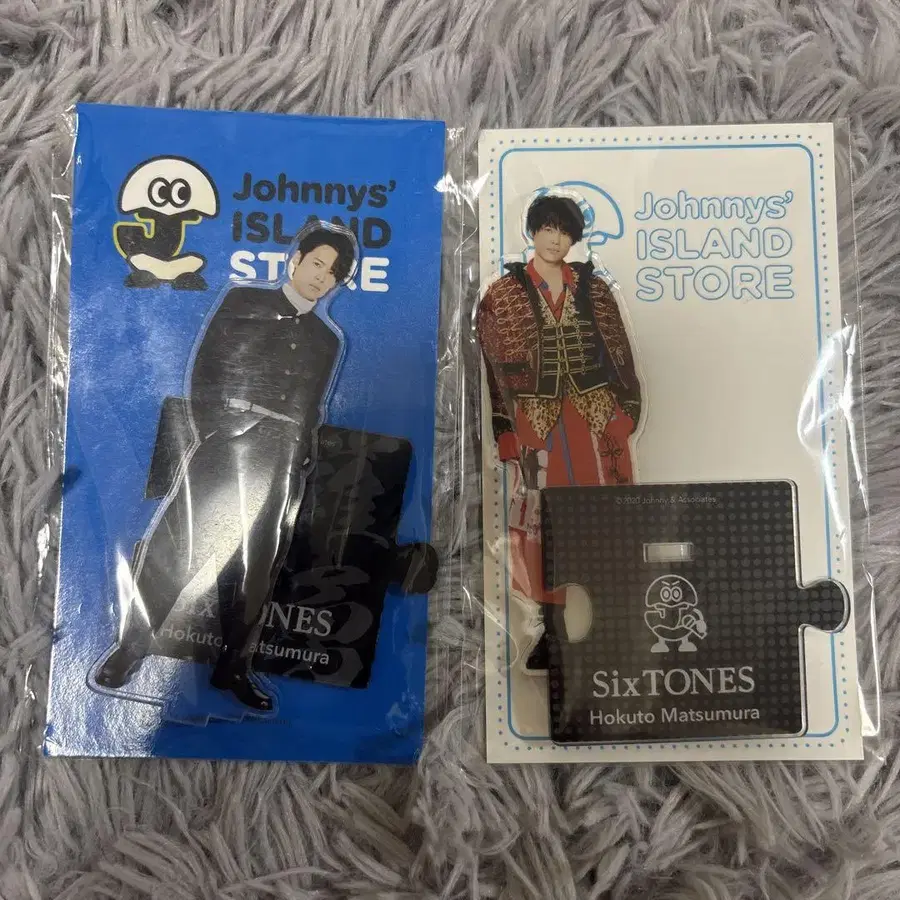 Johnnys'
ISLAND
STORE
SixTONES
Hokuto Matsumura
Johnnys'
ISLAND
STORE
©2020 Johnny & Associates
SixTONES
Hokuto Matsumura